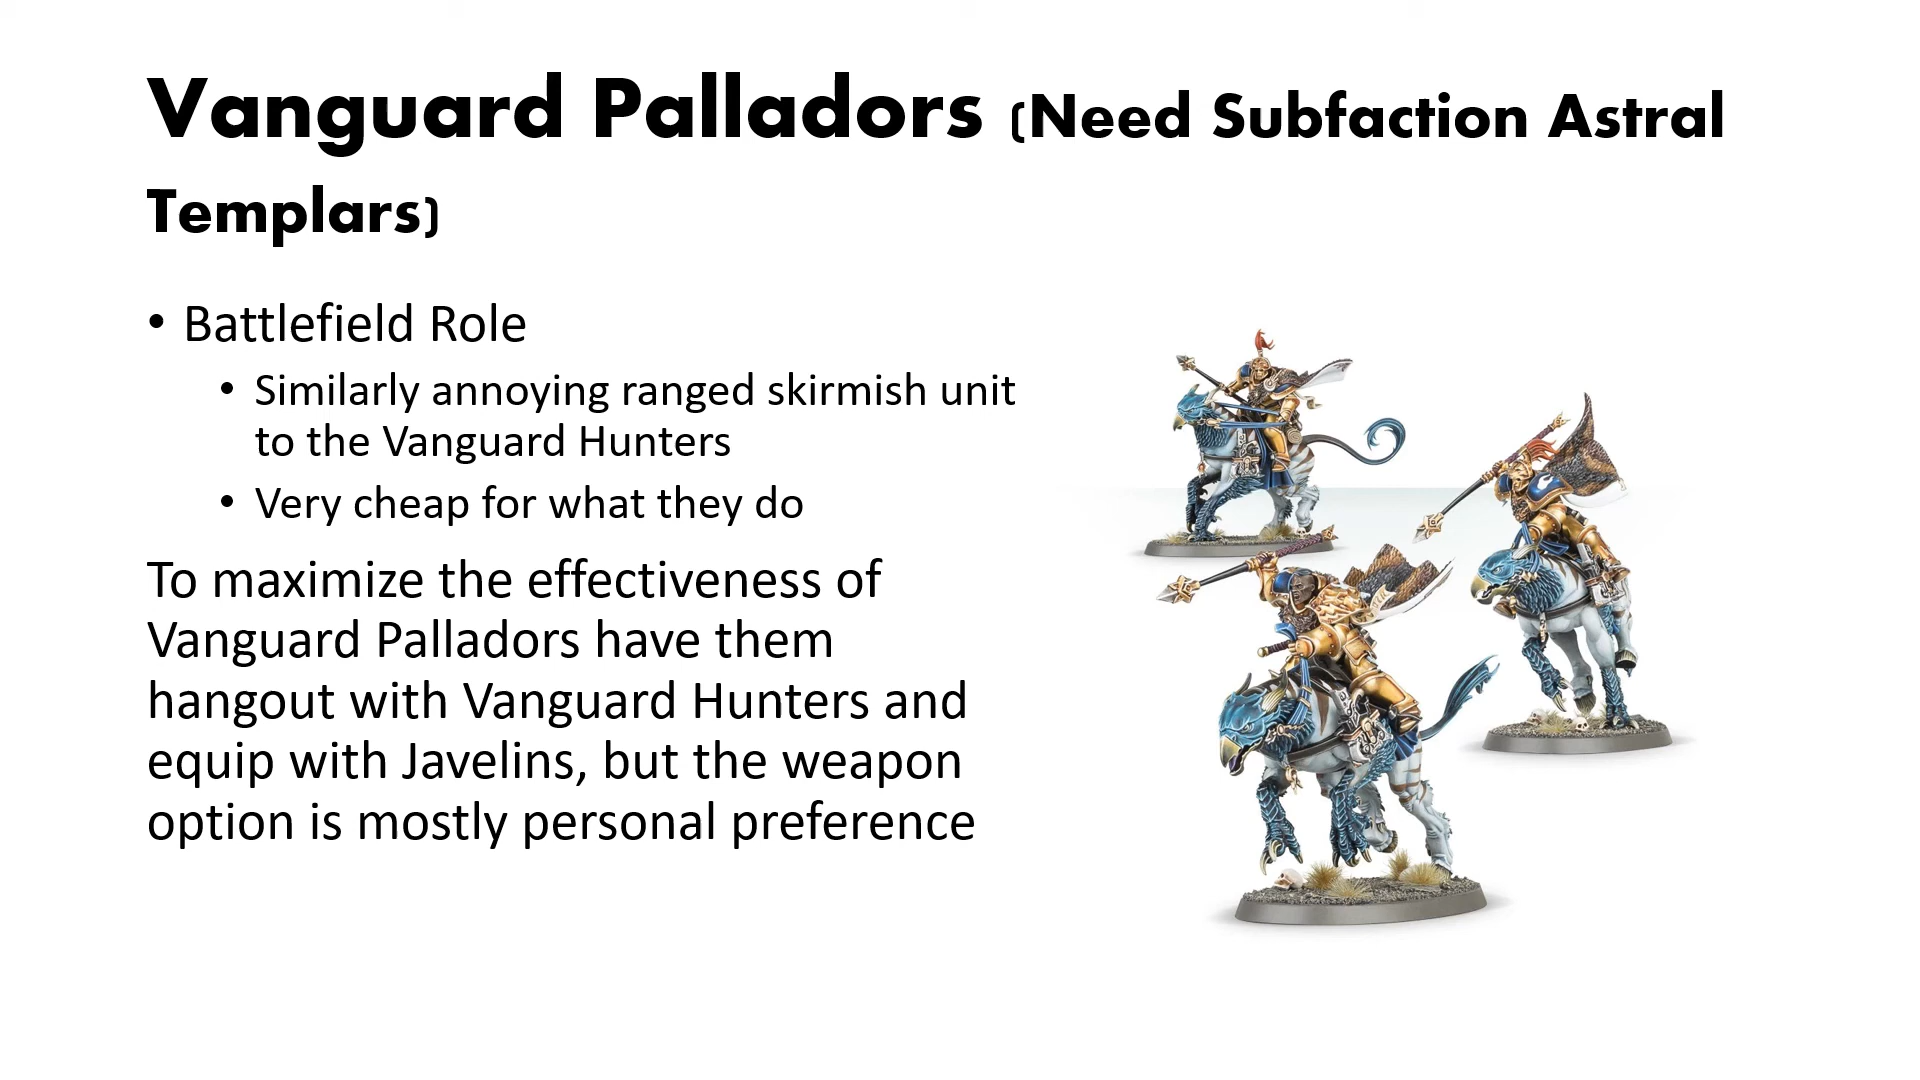 Vanguard Palladors (Need Subfaction Astral
Templars)
• Battlefield Role
• Similarly annoying ranged skirmish unit
to the Vanguard Hunters
• Very cheap for what they do
To maximize the effectiveness of
Vanguard Palladors have them
hangout with Vanguard Hunters and
equip with Javelins, but the weapon
option is mostly personal preference